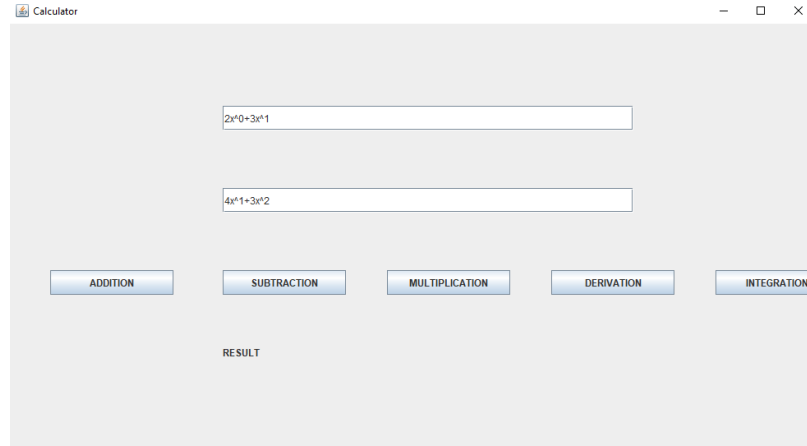 Calculator
2x^0+3x^1
4x^1+3x^2
ADDITION SUBTRACTION MULTIPLICATION DERIVATION INTEGRATION
RESULT